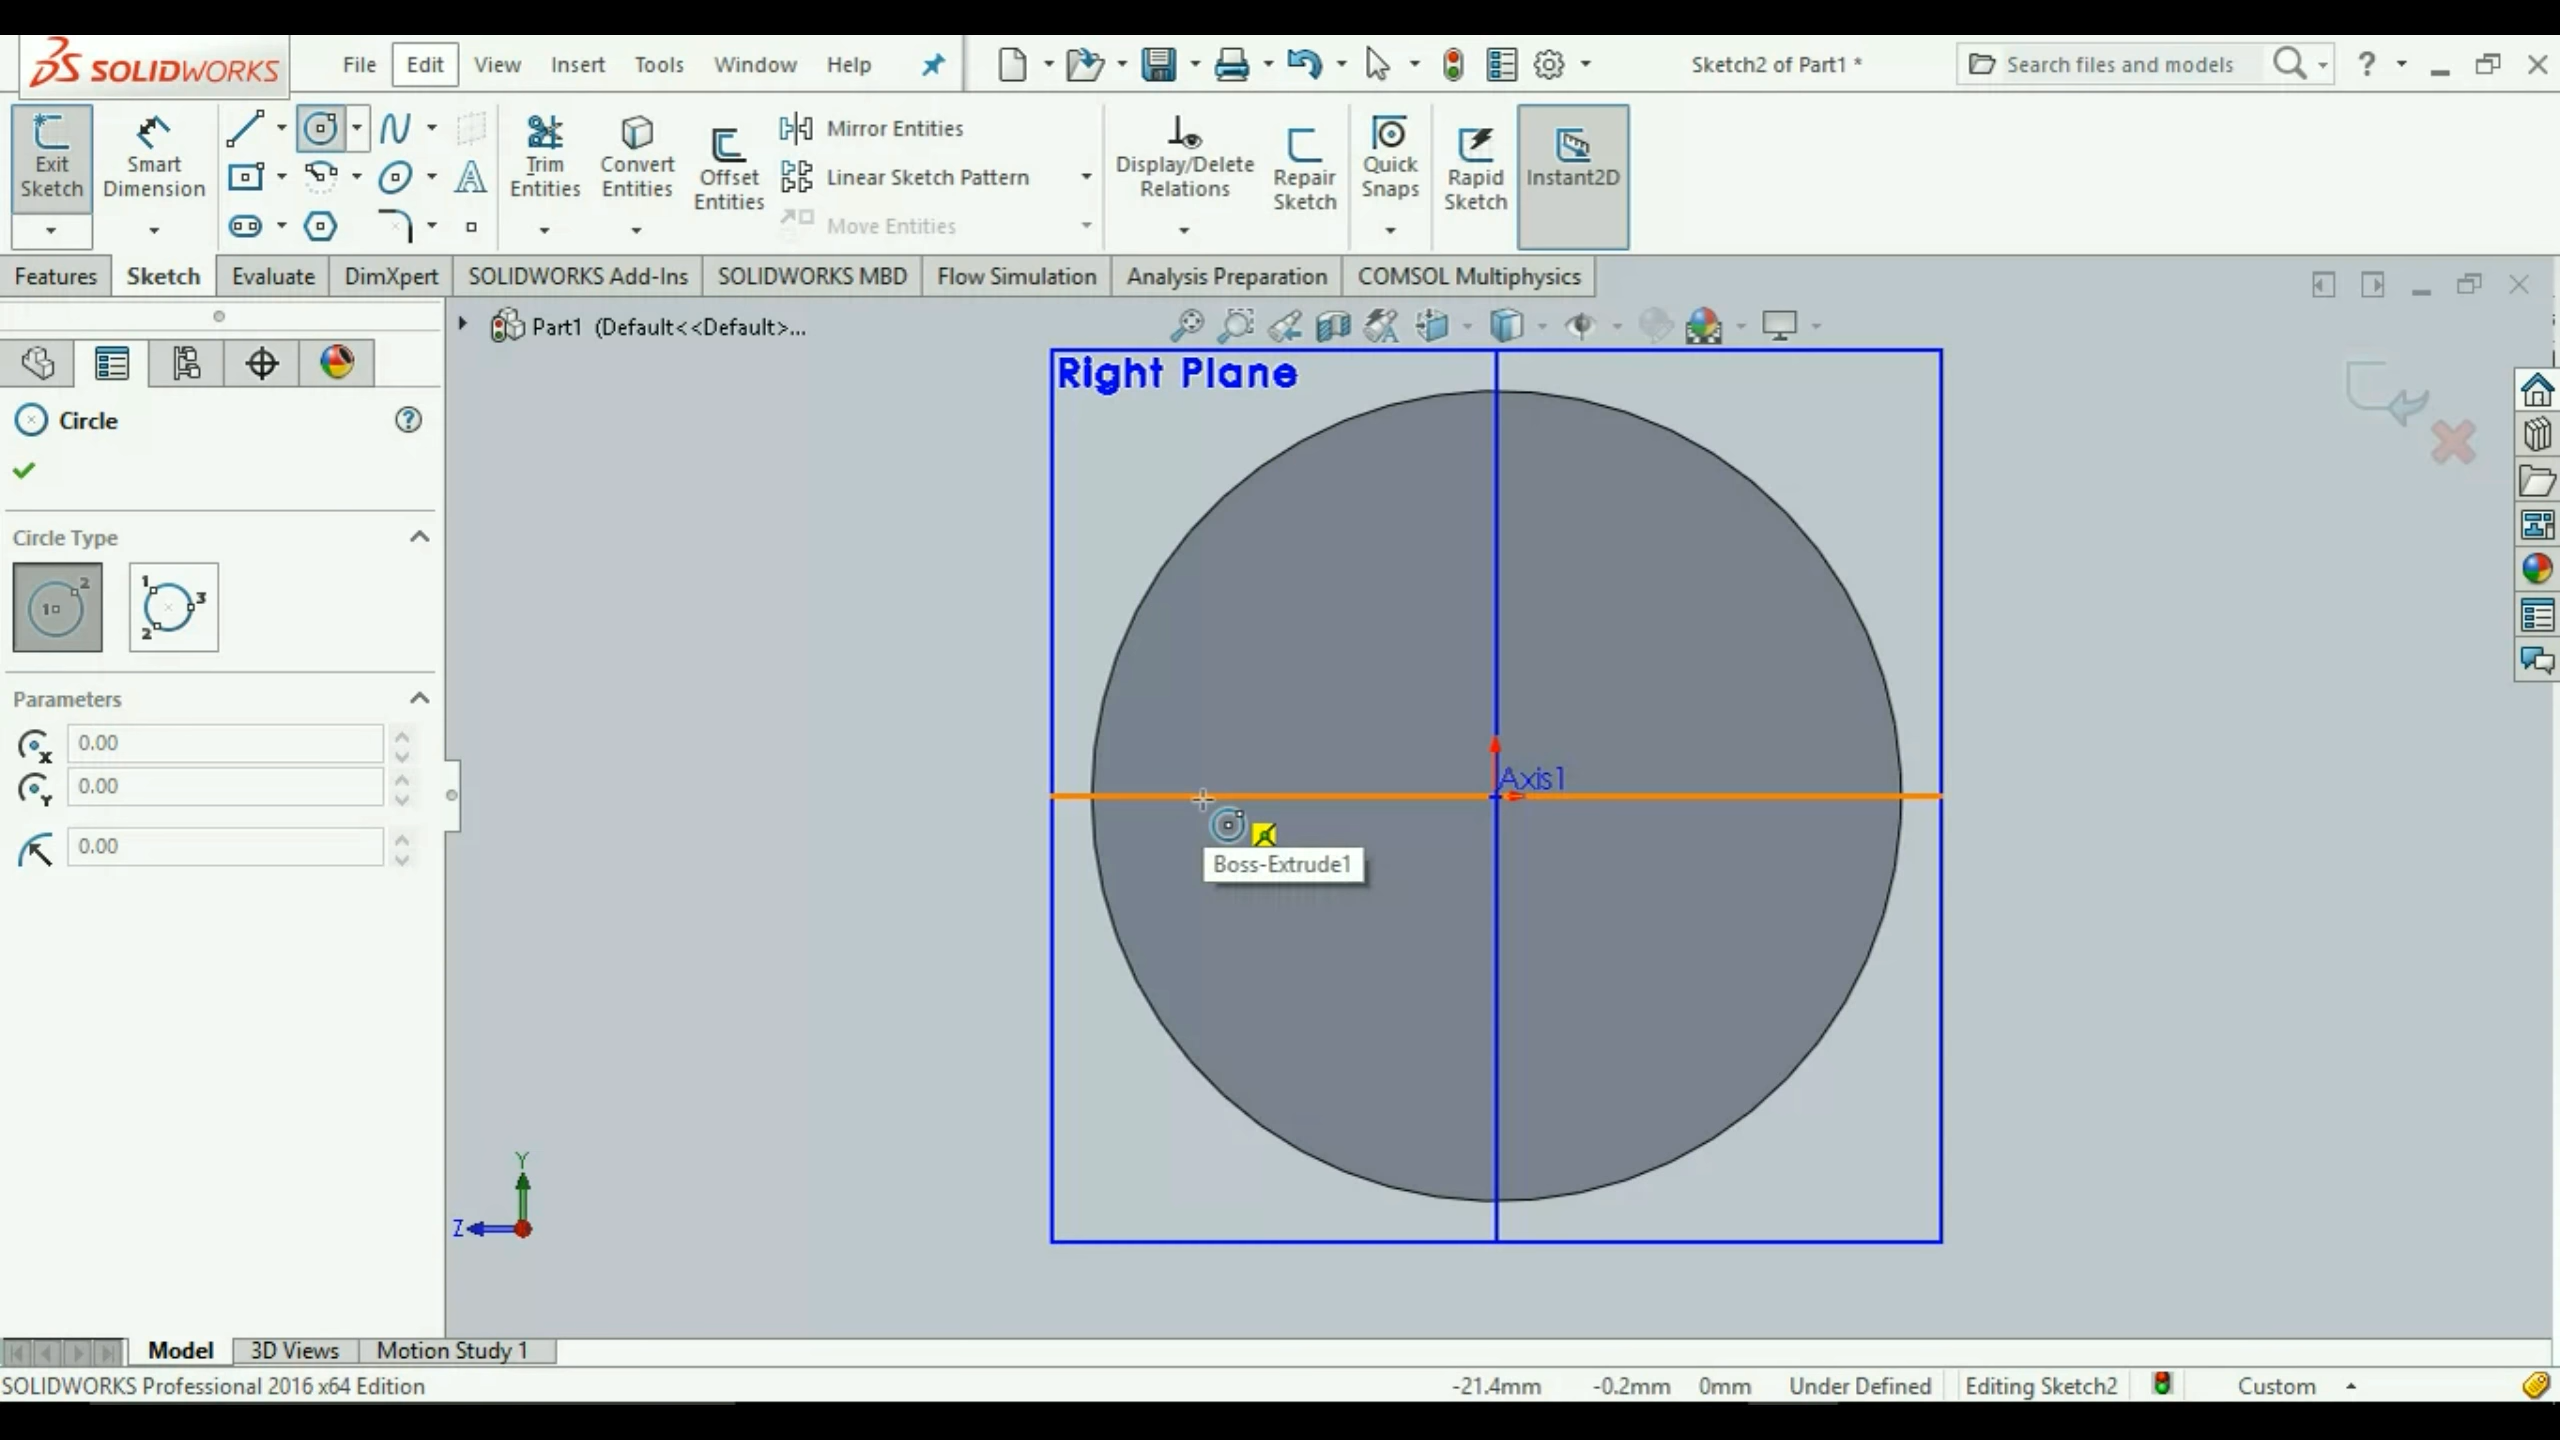 SOLIDWORKS File Edit View Insert Tools Window Help Sketch2 of Part1 * Search files and models ?
Exit Sketch
Smart Dimension
Trim Entities
Convert Entities
Offset Entities
Mirror Entities
Linear Sketch Pattern
Move Entities
Display/Delete Relations
Repair Sketch
Quick Snaps
Rapid Sketch
Instant2D
Features Sketch Evaluate DimXpert SOLIDWORKS Add-Ins SOLIDWORKS MBD Flow Simulation Analysis Preparation COMSOL Multiphysics
Part1 (Default<<Default>...
Right Plane
Circle ?
Circle Type
1 2
1 2 3
Parameters
X 0.00
Y 0.00
0.00
Axis1
Boss-Extrude1
Y
Z
Model 3D Views Motion Study 1
SOLIDWORKS Professional 2016 x64 Edition -21.4mm -0.2mm 0mm Under Defined Editing Sketch2 Custom